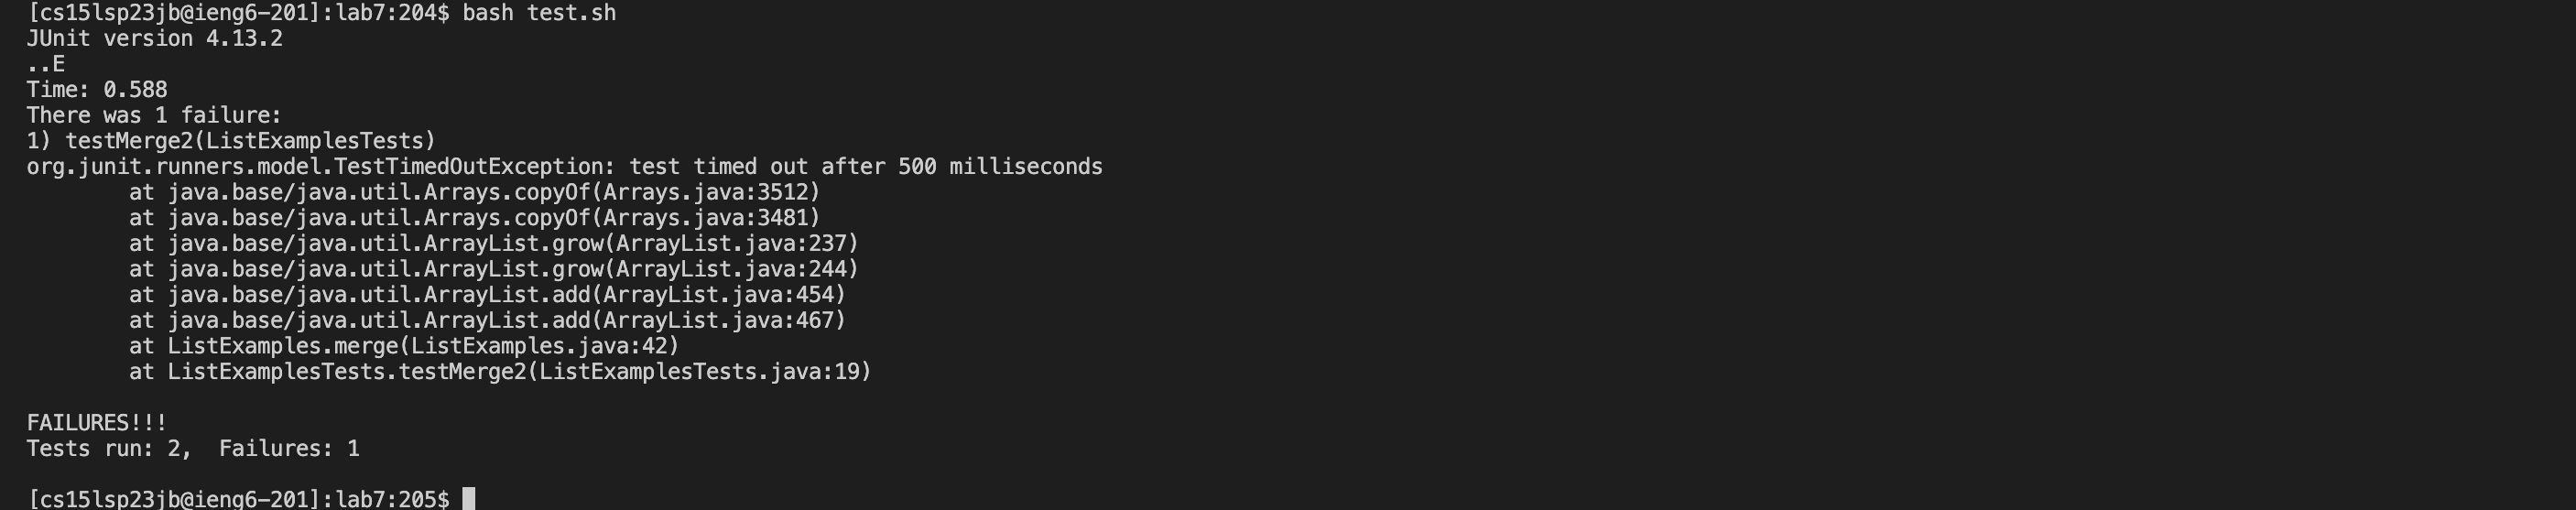 [cs15lsp23jb@ieng6-201]:lab7:204$ bash test.sh
JUnit version 4.13.2
..E
Time: 0.588
There was 1 failure:
1) testMerge2(ListExamplesTests)
org.junit.runners.model.TestTimedOutException: test timed out after 500 milliseconds
        at java.base/java.util.Arrays.copyOf(Arrays.java:3512)
        at java.base/java.util.Arrays.copyOf(Arrays.java:3481)
        at java.base/java.util.ArrayList.grow(ArrayList.java:237)
        at java.base/java.util.ArrayList.grow(ArrayList.java:244)
        at java.base/java.util.ArrayList.add(ArrayList.java:454)
        at java.base/java.util.ArrayList.add(ArrayList.java:467)
        at ListExamples.merge(ListExamples.java:42)
        at ListExamplesTests.testMerge2(ListExamplesTests.java:19)

FAILURES!!!
Tests run: 2,  Failures: 1

[cs15lsp23jb@ieng6-201]:lab7:205$